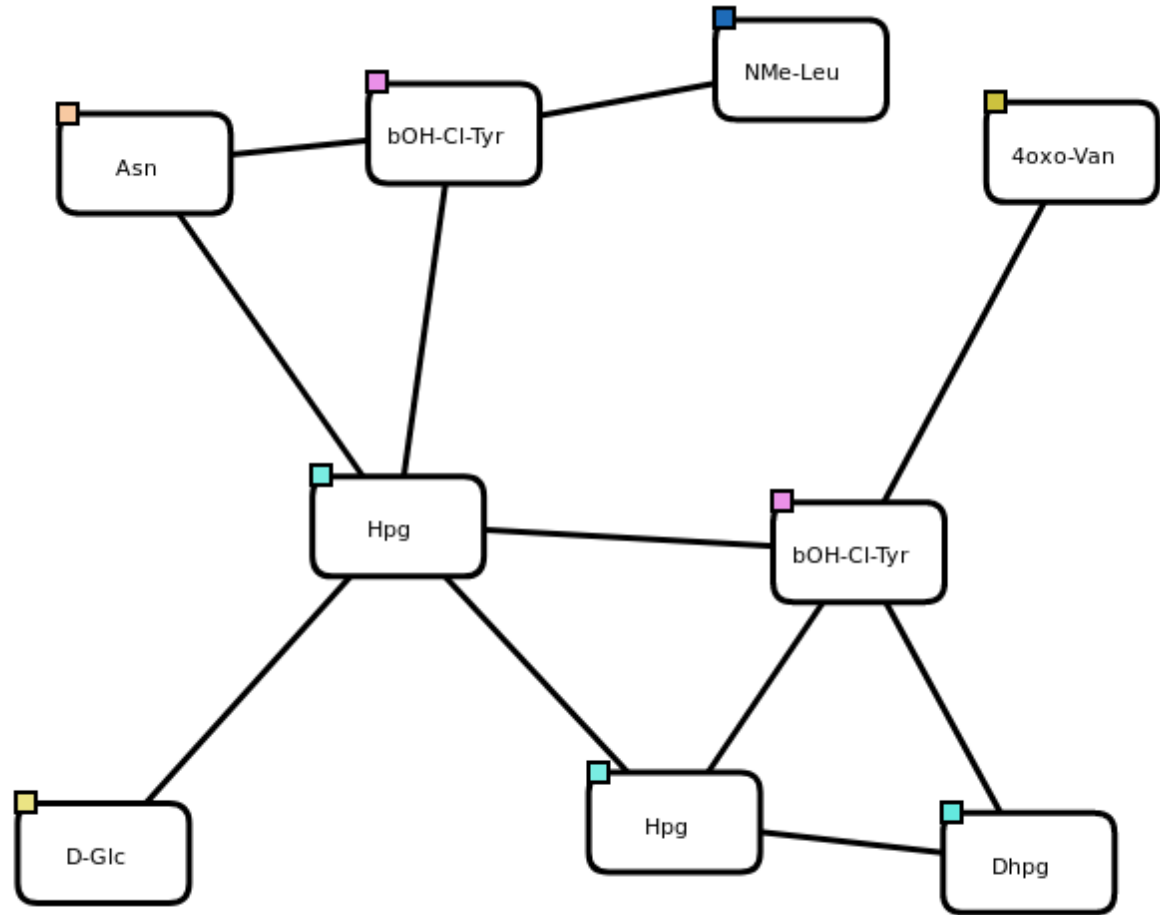 NMe-Leu
bOH-Cl-Tyr
Asn
4oxo-Van
Hpg
bOH-Cl-Tyr
Hpg
D-Glc
Dhpg